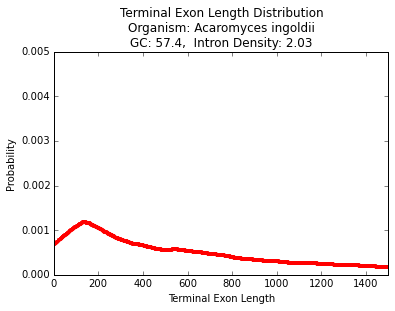 Terminal Exon Length Distribution
Organism: Acaromyces ingoldii
GC: 57.4,  Intron Density: 2.03
0.005
0.004
0.003
0.002
0.001
0.000
Probability
0 200 400 600 800 1000 1200 1400
Terminal Exon Length